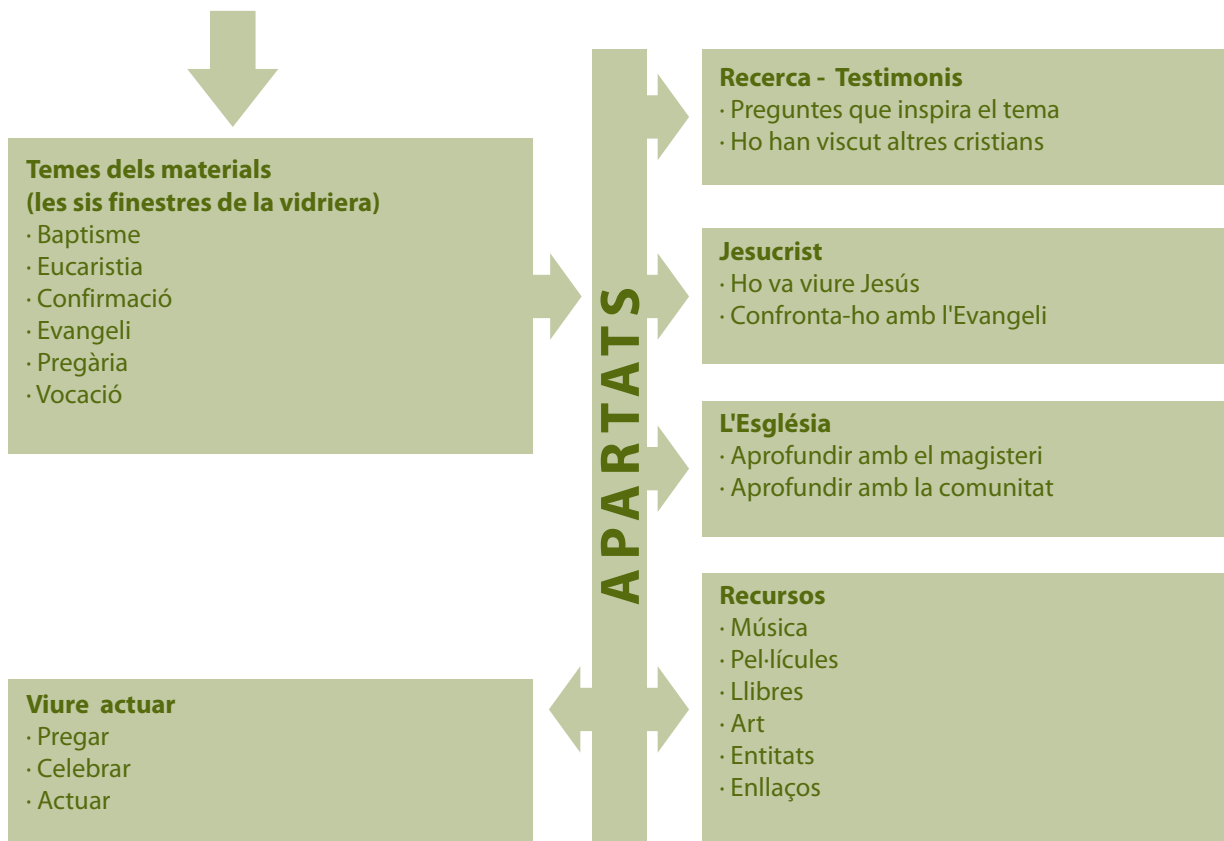 Temes dels materials
(les sis finestres de la vidriera)
· Baptisme
· Eucaristia
· Confirmació
· Evangeli
· Pregària
· Vocació
APARTATS
Recerca - Testimonis
· Preguntes que inspira el tema
· Ho han viscut altres cristians
Jesucrist
· Ho va viure Jesús
· Confronta-ho amb l'Evangeli
L'Església
· Aprofundir amb el magisteri
· Aprofundir amb la comunitat
Recursos
· Música
· Pel·lícules
· Llibres
· Art
· Entitats
· Enllaços
Viure actuar
· Pregar
· Celebrar
· Actuar